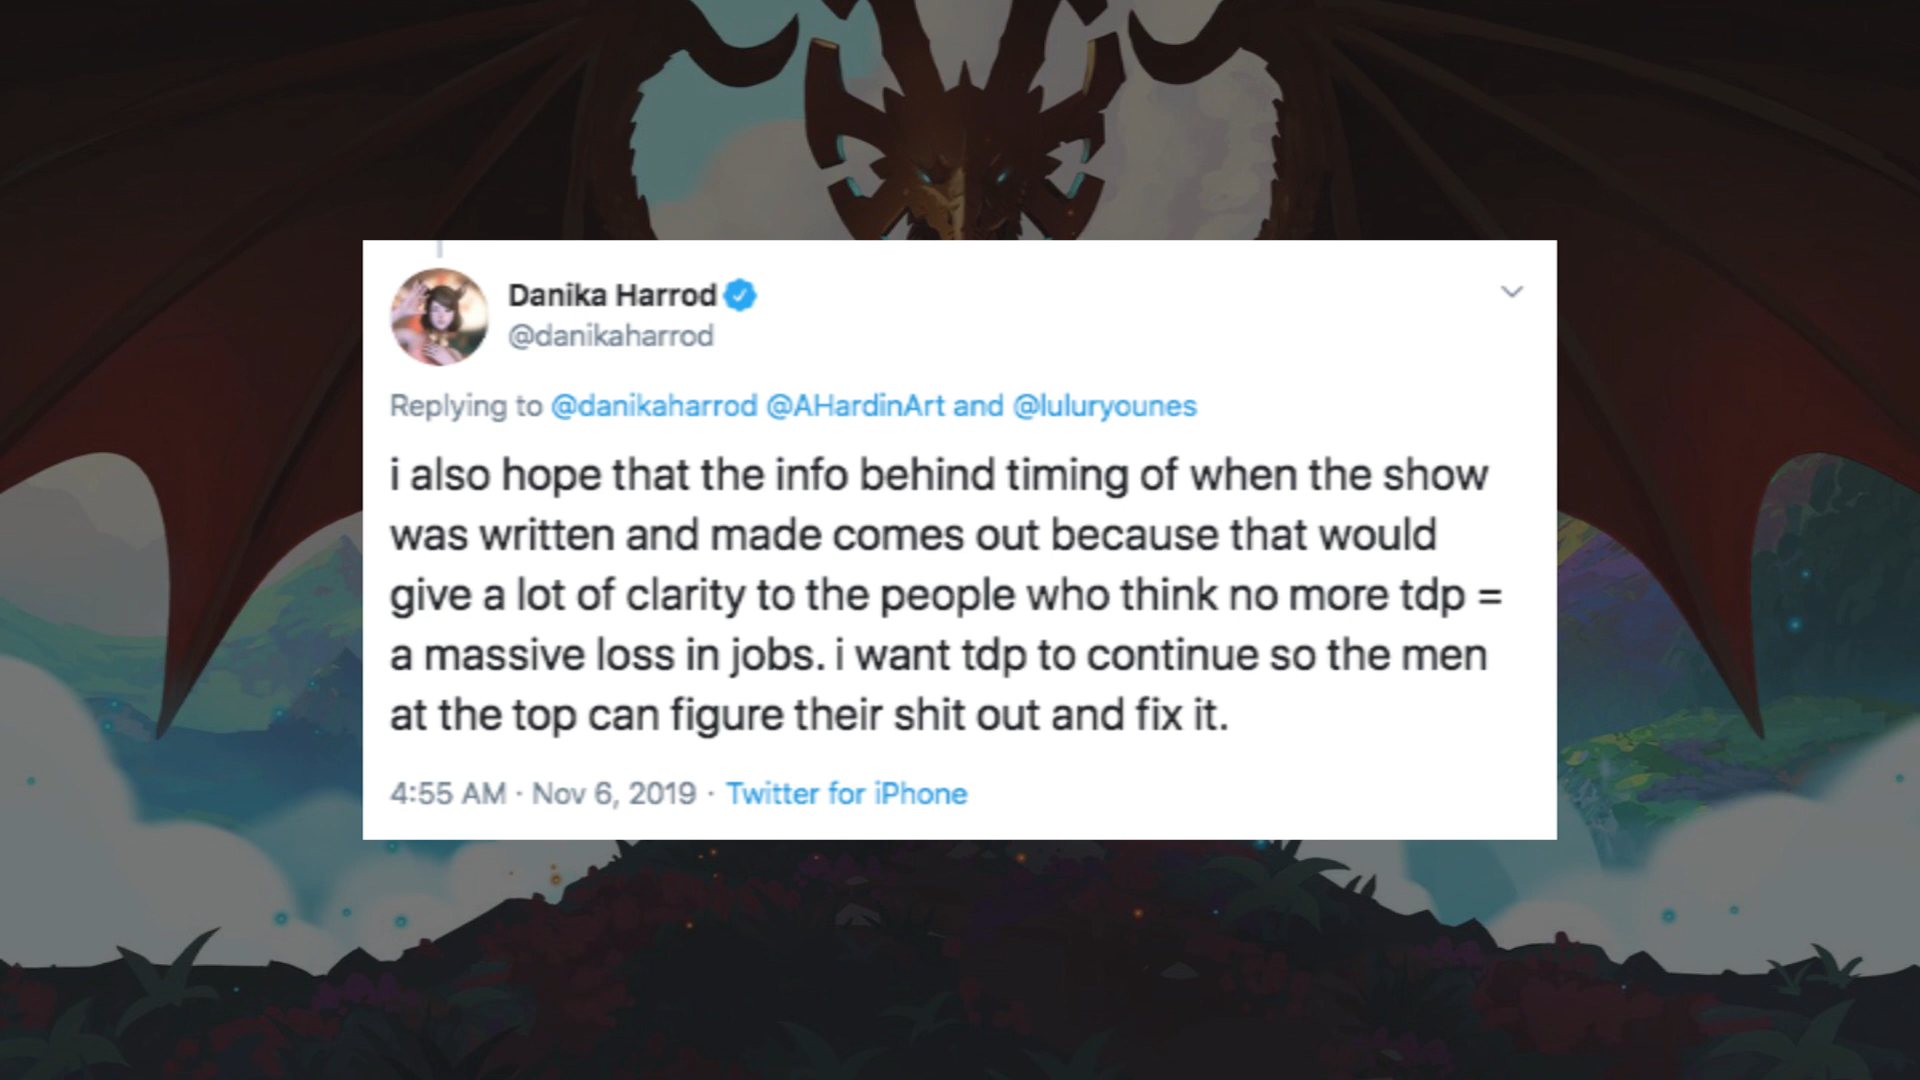 Danika Harrod
@danikaharrod
Replying to @danikaharrod @AHardinArt and @luluryounes
i also hope that the info behind timing of when the show
was written and made comes out because that would
give a lot of clarity to the people who think no more tdp =
a massive loss in jobs. i want tdp to continue so the men
at the top can figure their shit out and fix it.
4:55 AM · Nov 6, 2019 · Twitter for iPhone